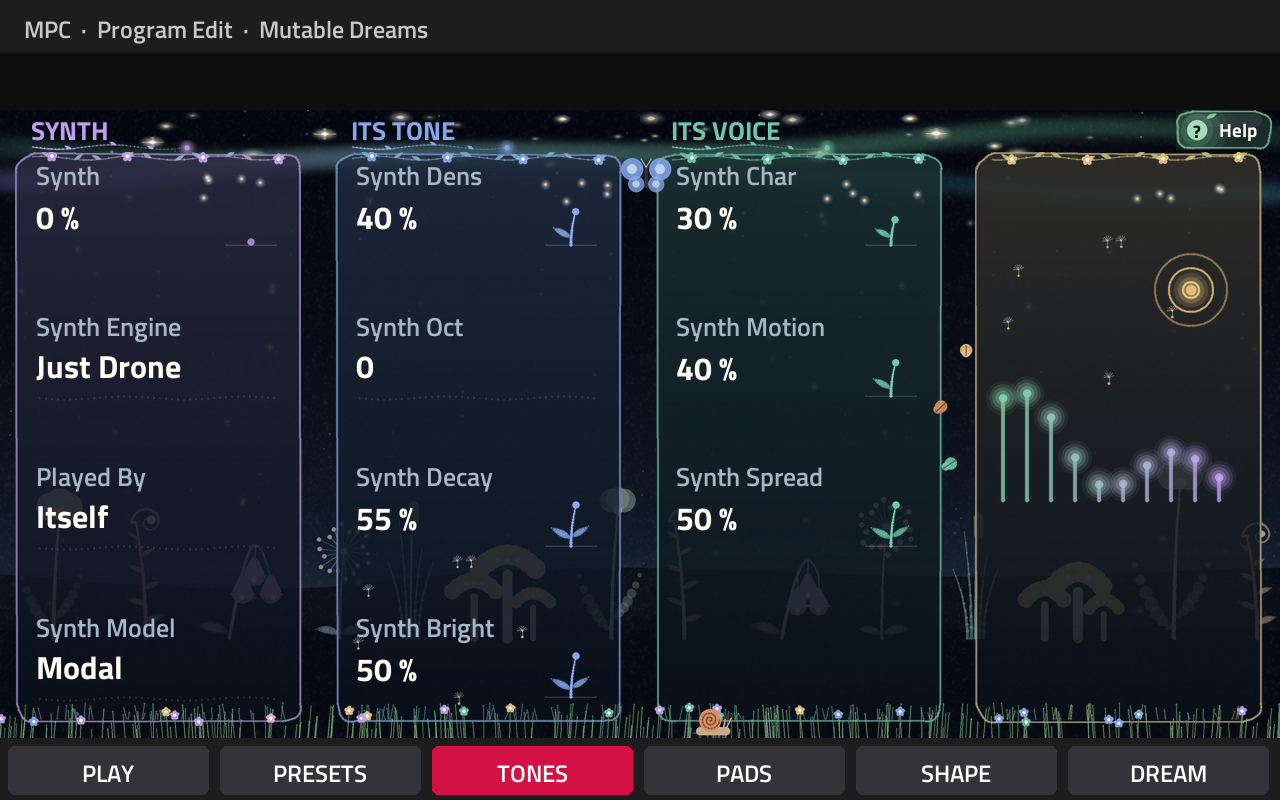 MPC · Program Edit · Mutable Dreams
SYNTH
ITS TONE
ITS VOICE
? Help
Synth
0 %
Synth Engine
Just Drone
Played By
Itself
Synth Model
Modal
Synth Dens
40 %
Synth Oct
0
Synth Decay
55 %
Synth Bright
50 %
Synth Char
30 %
Synth Motion
40 %
Synth Spread
50 %
PLAY
PRESETS
TONES
PADS
SHAPE
DREAM